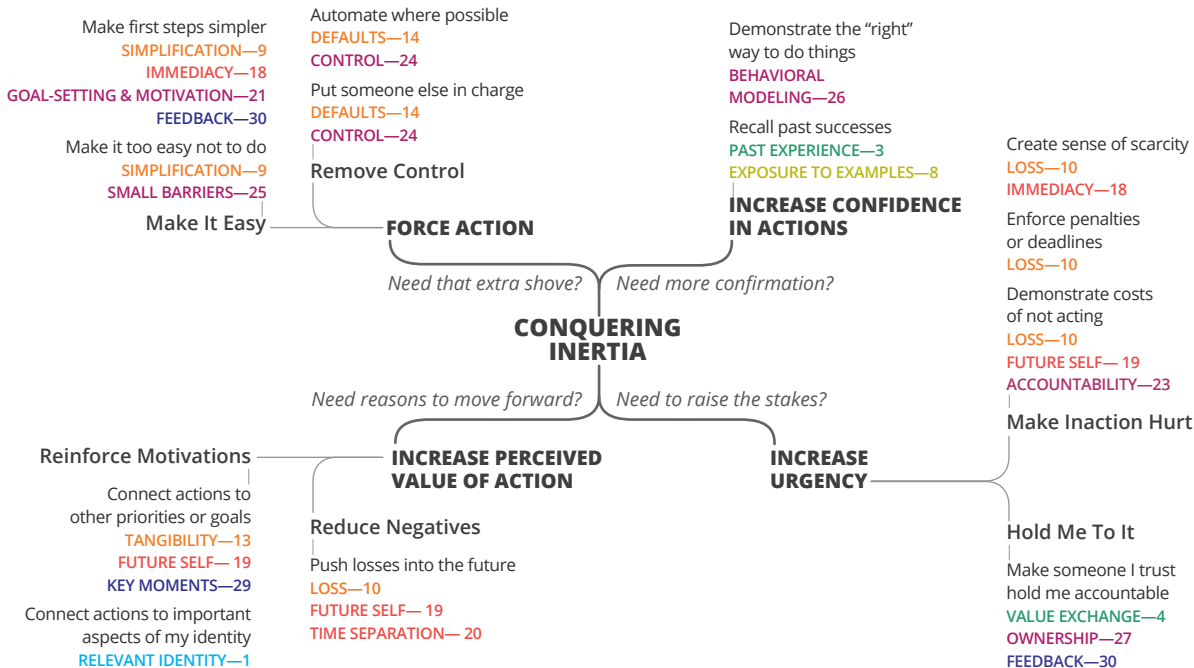 Make first steps simpler
SIMPLIFICATION—9
IMMEDIACY—18
GOAL-SETTING & MOTIVATION—21
FEEDBACK—30
Make it too easy not to do
SIMPLIFICATION—9
SMALL BARRIERS—25
Make It Easy
Automate where possible
DEFAULTS—14
CONTROL—24
Put someone else in charge
DEFAULTS—14
CONTROL—24
Remove Control
FORCE ACTION
Need that extra shove?
Demonstrate the “right”
way to do things
BEHAVIORAL
MODELING—26
Recall past successes
PAST EXPERIENCE—3
EXPOSURE TO EXAMPLES—8
INCREASE CONFIDENCE
IN ACTIONS
Need more confirmation?
CONQUERING
INERTIA
Need reasons to move forward?
INCREASE PERCEIVED
VALUE OF ACTION
Reinforce Motivations
Connect actions to
other priorities or goals
TANGIBILITY—13
FUTURE SELF— 19
KEY MOMENTS—29
Connect actions to important
aspects of my identity
RELEVANT IDENTITY—1
Reduce Negatives
Push losses into the future
LOSS—10
FUTURE SELF— 19
TIME SEPARATION— 20
Need to raise the stakes?
INCREASE
URGENCY
Create sense of scarcity
LOSS—10
IMMEDIACY—18
Enforce penalties
or deadlines
LOSS—10
Demonstrate costs
of not acting
LOSS—10
FUTURE SELF— 19
ACCOUNTABILITY—23
Make Inaction Hurt
Hold Me To It
Make someone I trust
hold me accountable
VALUE EXCHANGE—4
OWNERSHIP—27
FEEDBACK—30